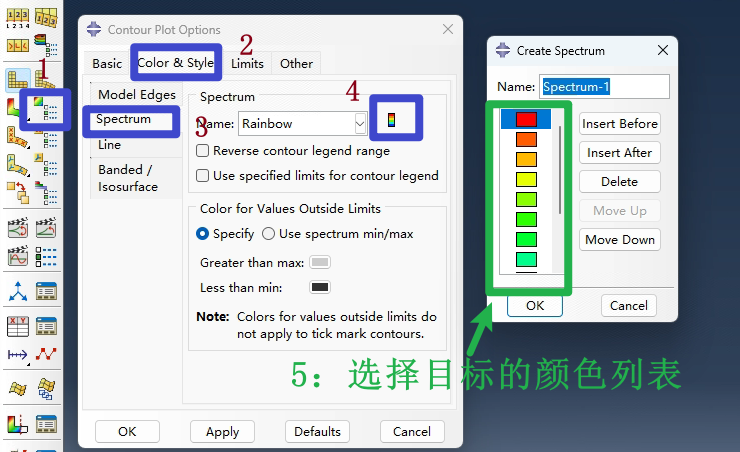 1 2
3 4
1
Contour Plot Options
2
Basic
Color & Style
Limits
Other
Model Edges
Spectrum
Line
Banded /
Isosurface
Spectrum
4
3
Name:
Rainbow
Reverse contour legend range
Use specified limits for contour legend
Color for Values Outside Limits
Specify
Use spectrum min/max
Greater than max:
Less than min:
Note: Colors for values outside limits do
not apply to tick mark contours.
OK
Apply
Defaults
Cancel
Create Spectrum
Name:
Spectrum-1
Insert Before
Insert After
Delete
Move Up
Move Down
OK
Cancel
5：选择目标的颜色列表